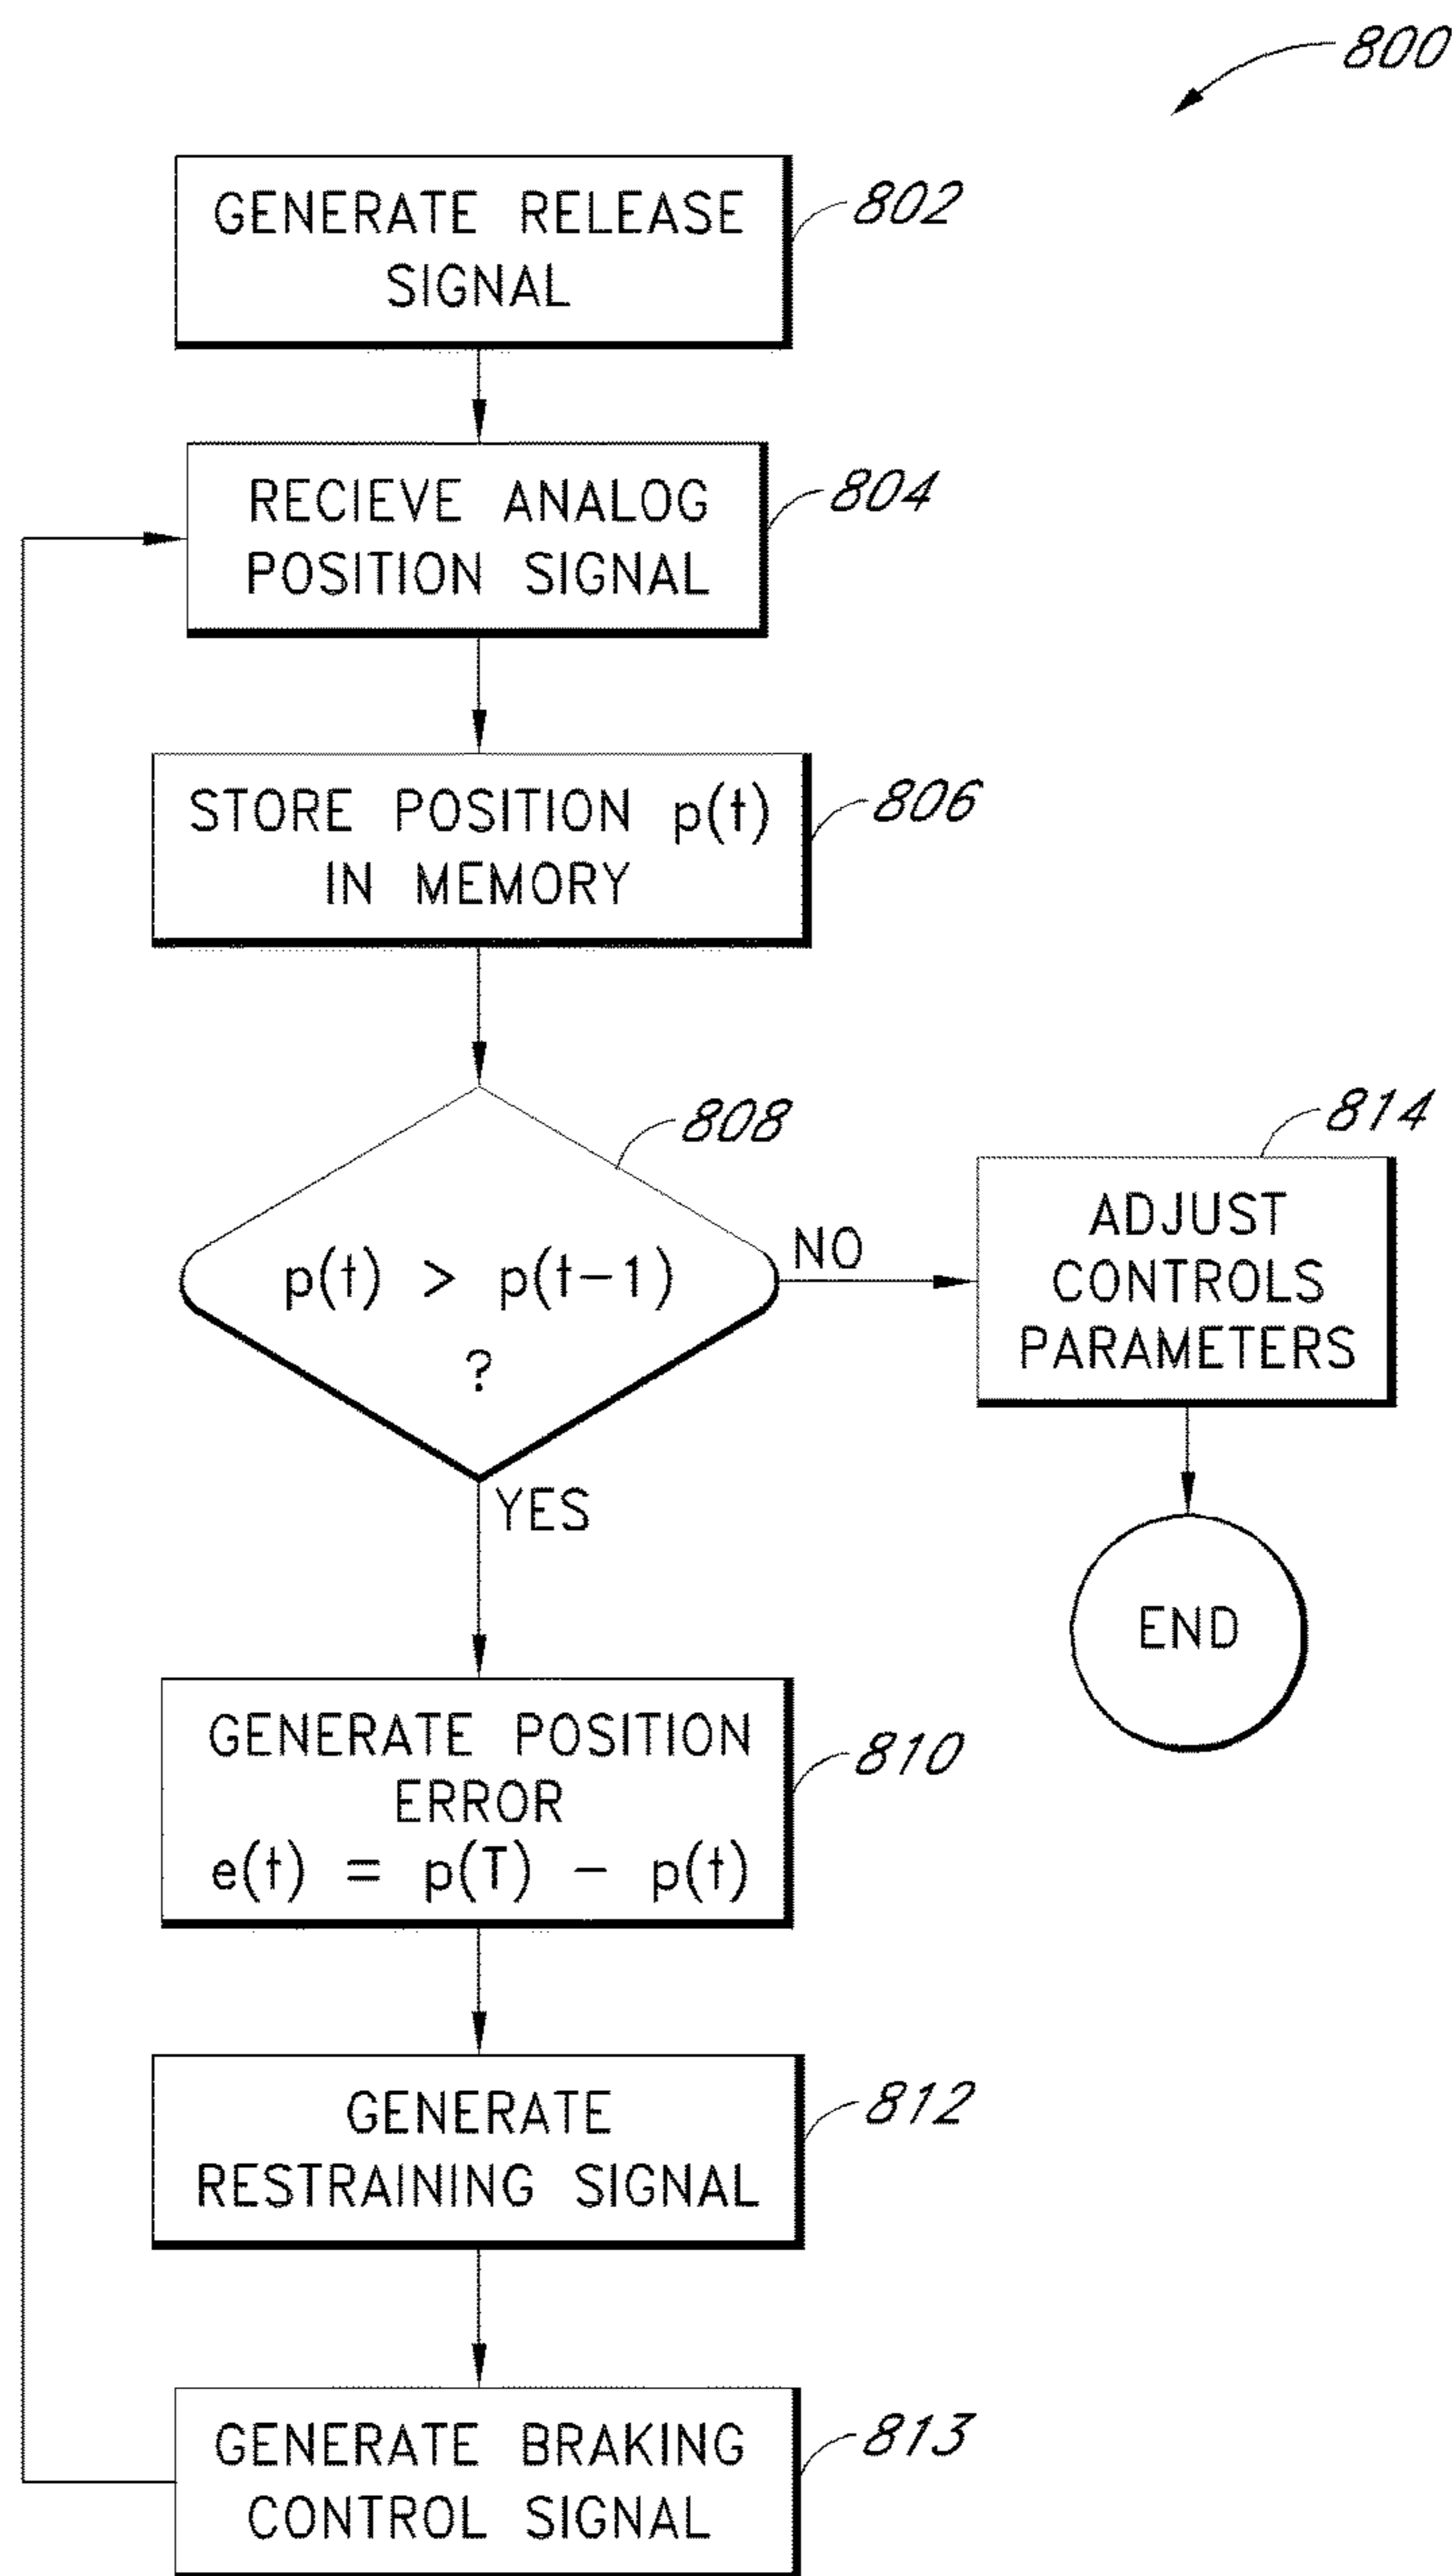 800
GENERATE RELEASE
SIGNAL
802
RECIEVE ANALOG
POSITION SIGNAL
804
STORE POSITION p(t)
IN MEMORY
806
808
p(t) > p(t-1)
?
NO
YES
814
ADJUST
CONTROLS
PARAMETERS
END
GENERATE POSITION
ERROR
e(t) = p(T) - p(t)
810
GENERATE
RESTRAINING SIGNAL
812
GENERATE BRAKING
CONTROL SIGNAL
813